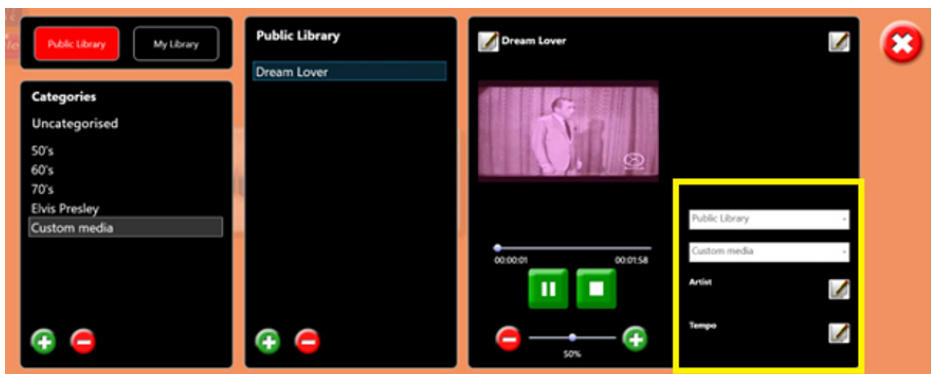 Public Library
My Library
Categories
Uncategorised
50's
60's
70's
Elvis Presley
Custom media
Public Library
Dream Lover
Dream Lover
00:00:01
00:01:58
50%
Public Library
Custom media
Artist
Tempo